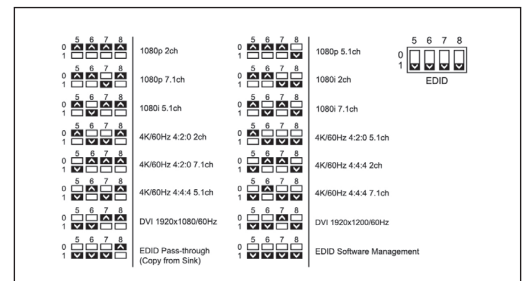 5 6 7 8
0
1
1080p 2ch
5 6 7 8
0
1
1080p 5.1ch
5 6 7 8
0
1
EDID
5 6 7 8
0
1
1080p 7.1ch
5 6 7 8
0
1
1080i 2ch
5 6 7 8
0
1
1080i 5.1ch
5 6 7 8
0
1
1080i 7.1ch
5 6 7 8
0
1
4K/60Hz 4:2:0 2ch
5 6 7 8
0
1
4K/60Hz 4:2:0 5.1ch
5 6 7 8
0
1
4K/60Hz 4:2:0 7.1ch
5 6 7 8
0
1
4K/60Hz 4:4:4 2ch
5 6 7 8
0
1
4K/60Hz 4:4:4 5.1ch
5 6 7 8
0
1
4K/60Hz 4:4:4 7.1ch
5 6 7 8
0
1
DVI 1920x1080/60Hz
5 6 7 8
0
1
DVI 1920x1200/60Hz
5 6 7 8
0
1
EDID Pass-through
(Copy from Sink)
5 6 7 8
0
1
EDID Software Management